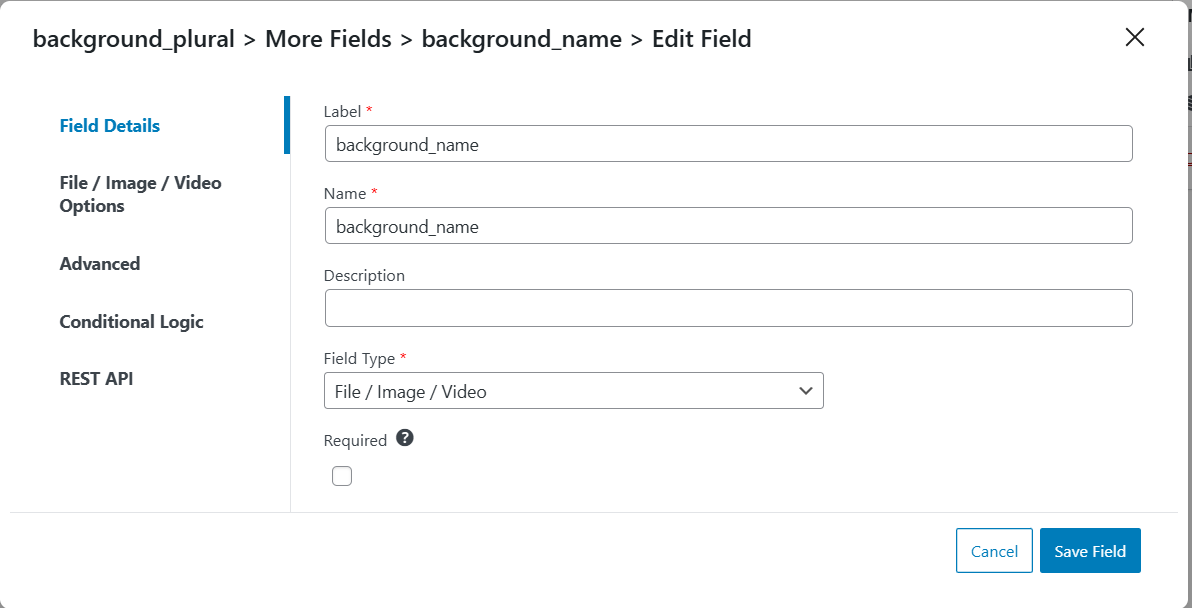 background_plural > More Fields > background_name > Edit Field
Field Details
File / Image / Video
Options
Advanced
Conditional Logic
REST API
Label *
background_name
Name *
background_name
Description
Field Type *
File / Image / Video
Required ?
Cancel
Save Field